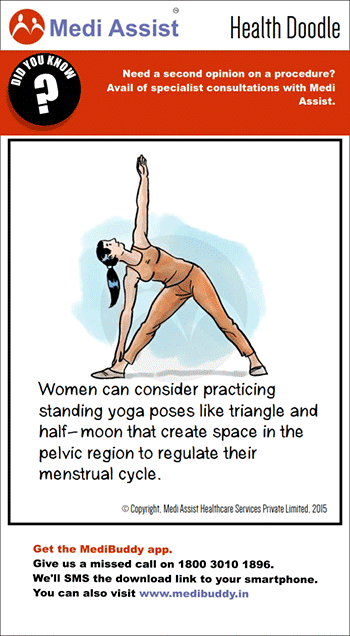 Medi Assist
Health Doodle
DID YOU KNOW
?
Need a second opinion on a procedure?
Avail of specialist consultations with Medi
Assist.
Women can consider practicing
standing yoga poses like triangle and
half-moon that create space in the
pelvic region to regulate their
menstrual cycle.
© Copyright, Medi Assist Healthcare Services Private Limited, 2015
Get the MediBuddy app.
Give us a missed call on 1800 3010 1896.
We'll SMS the download link to your smartphone.
You can also visit www.medibuddy.in